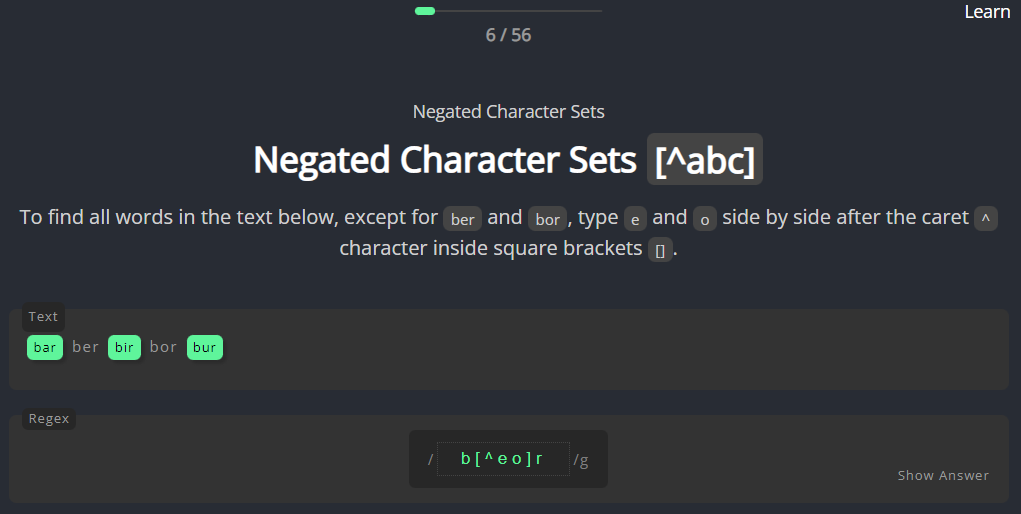 Learn
6 / 56
Negated Character Sets
Negated Character Sets [^abc]
To find all words in the text below, except for ber and bor, type e and o side by side after the caret ^
character inside square brackets [].
Text
bar ber bir bor bur
Regex
/ b[^eo]r /g
Show Answer